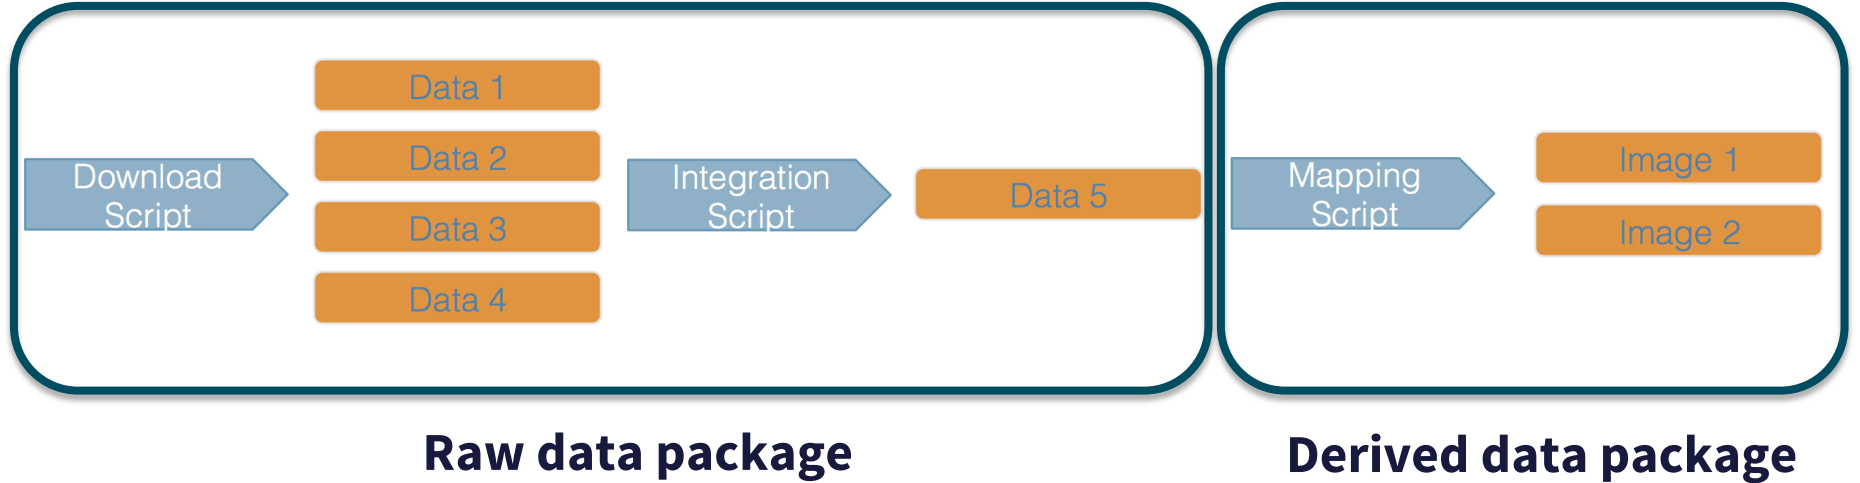 Download
Script
Data 1
Data 2
Data 3
Data 4
Integration
Script
Data 5
Mapping
Script
Image 1
Image 2
Raw data package
Derived data package